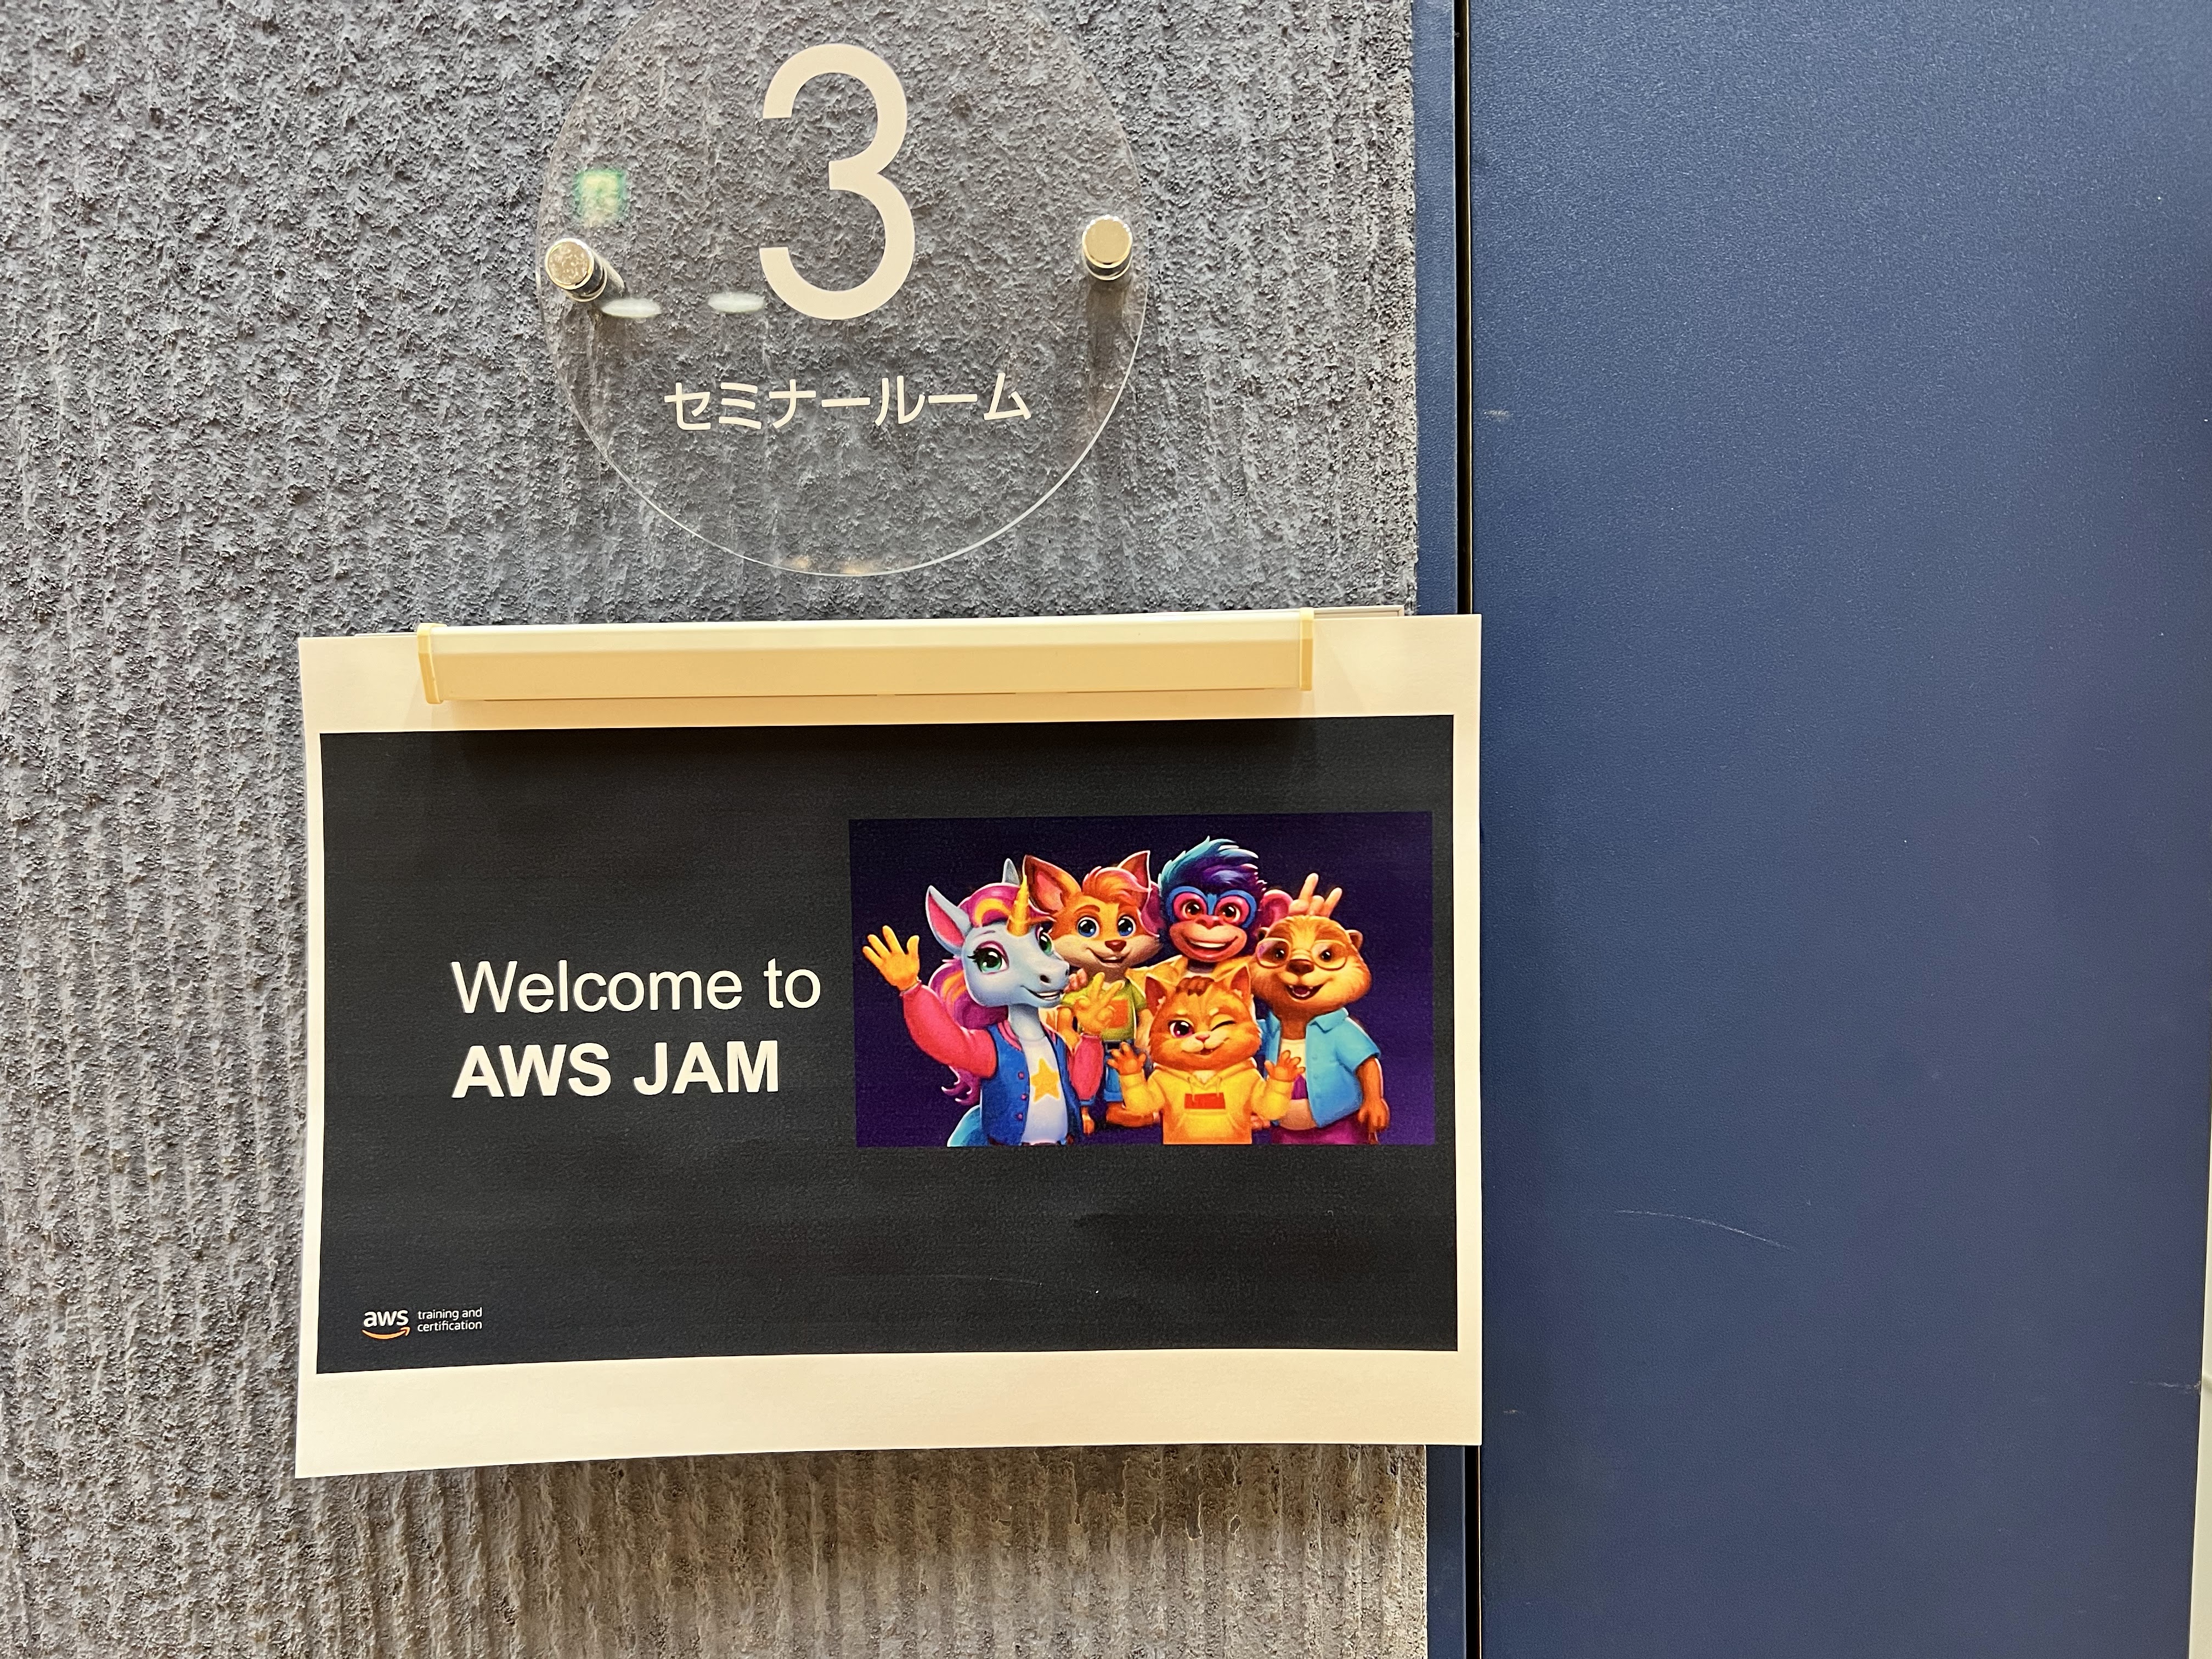 3
セミナールーム
Welcome to
AWS JAM
aws training and
certification